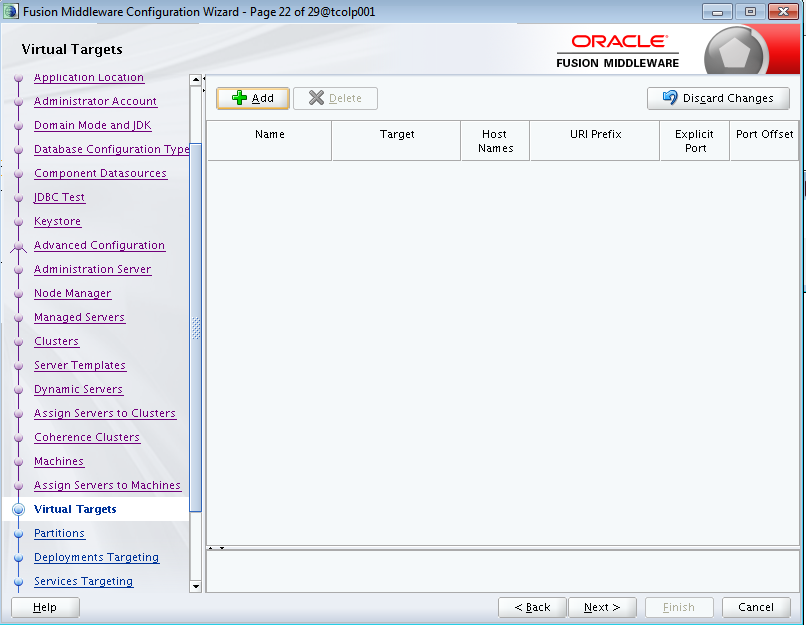 Fusion Middleware Configuration Wizard - Page 22 of 29@tcolp001
Virtual Targets
ORACLE
FUSION MIDDLEWARE
Application Location
Administrator Account
Domain Mode and JDK
Database Configuration Type
Component Datasources
JDBC Test
Keystore
Advanced Configuration
Administration Server
Node Manager
Managed Servers
Clusters
Server Templates
Dynamic Servers
Assign Servers to Clusters
Coherence Clusters
Machines
Assign Servers to Machines
Virtual Targets
Partitions
Deployments Targeting
Services Targeting
Add
Delete
Discard Changes
Name
Target
Host
Names
URI Prefix
Explicit
Port
Port Offset
Help
< Back
Next >
Finish
Cancel